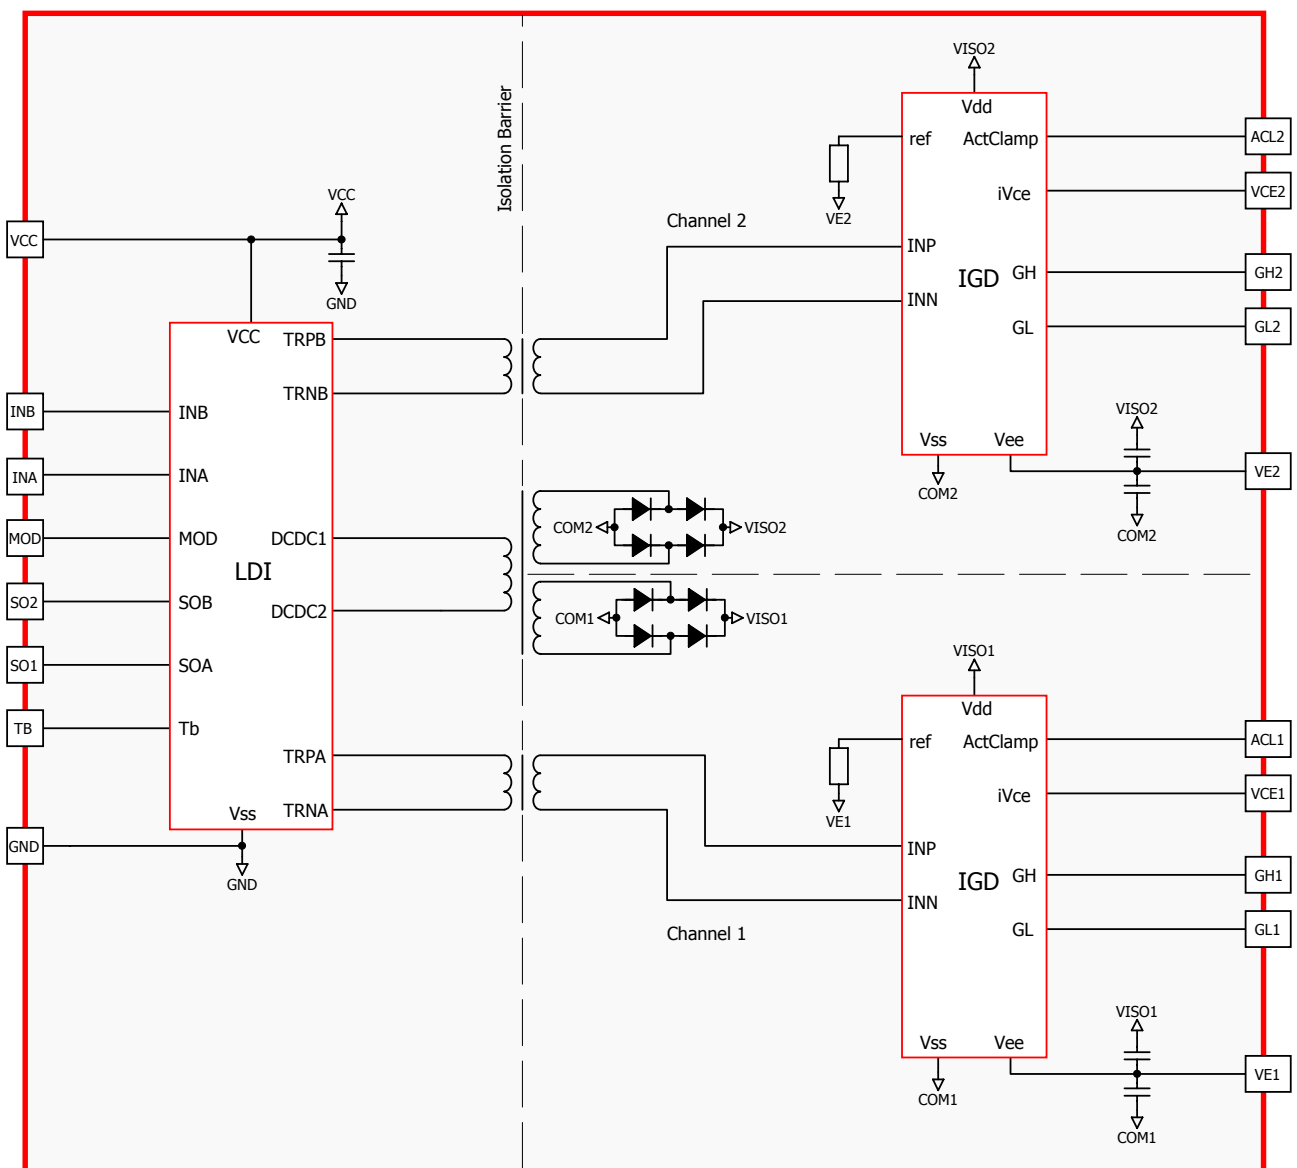 VISO2
Vdd
ref
ActClamp
ACL2
Isolation Barrier
iVce
VCE2
VCC
VE2
Channel 2
VCC
INP
IGD
GH
GH2
GND
INN
GL
GL2
VCC
TRPB
TRNB
INB
INB
VISO2
Vss
Vee
INA
INA
VE2
COM2
COM2
VISO2
COM2
MOD
MOD
DCDC1
LDI
SO2
SOB
DCDC2
COM1
VISO1
SO1
SOA
VISO1
Vdd
TB
Tb
ref
ActClamp
ACL1
TRPA
iVce
VCE1
TRNA
Vss
VE1
GND
INP
GND
IGD
GH
GH1
INN
GL
GL1
Channel 1
VISO1
Vss
Vee
VE1
COM1
COM1